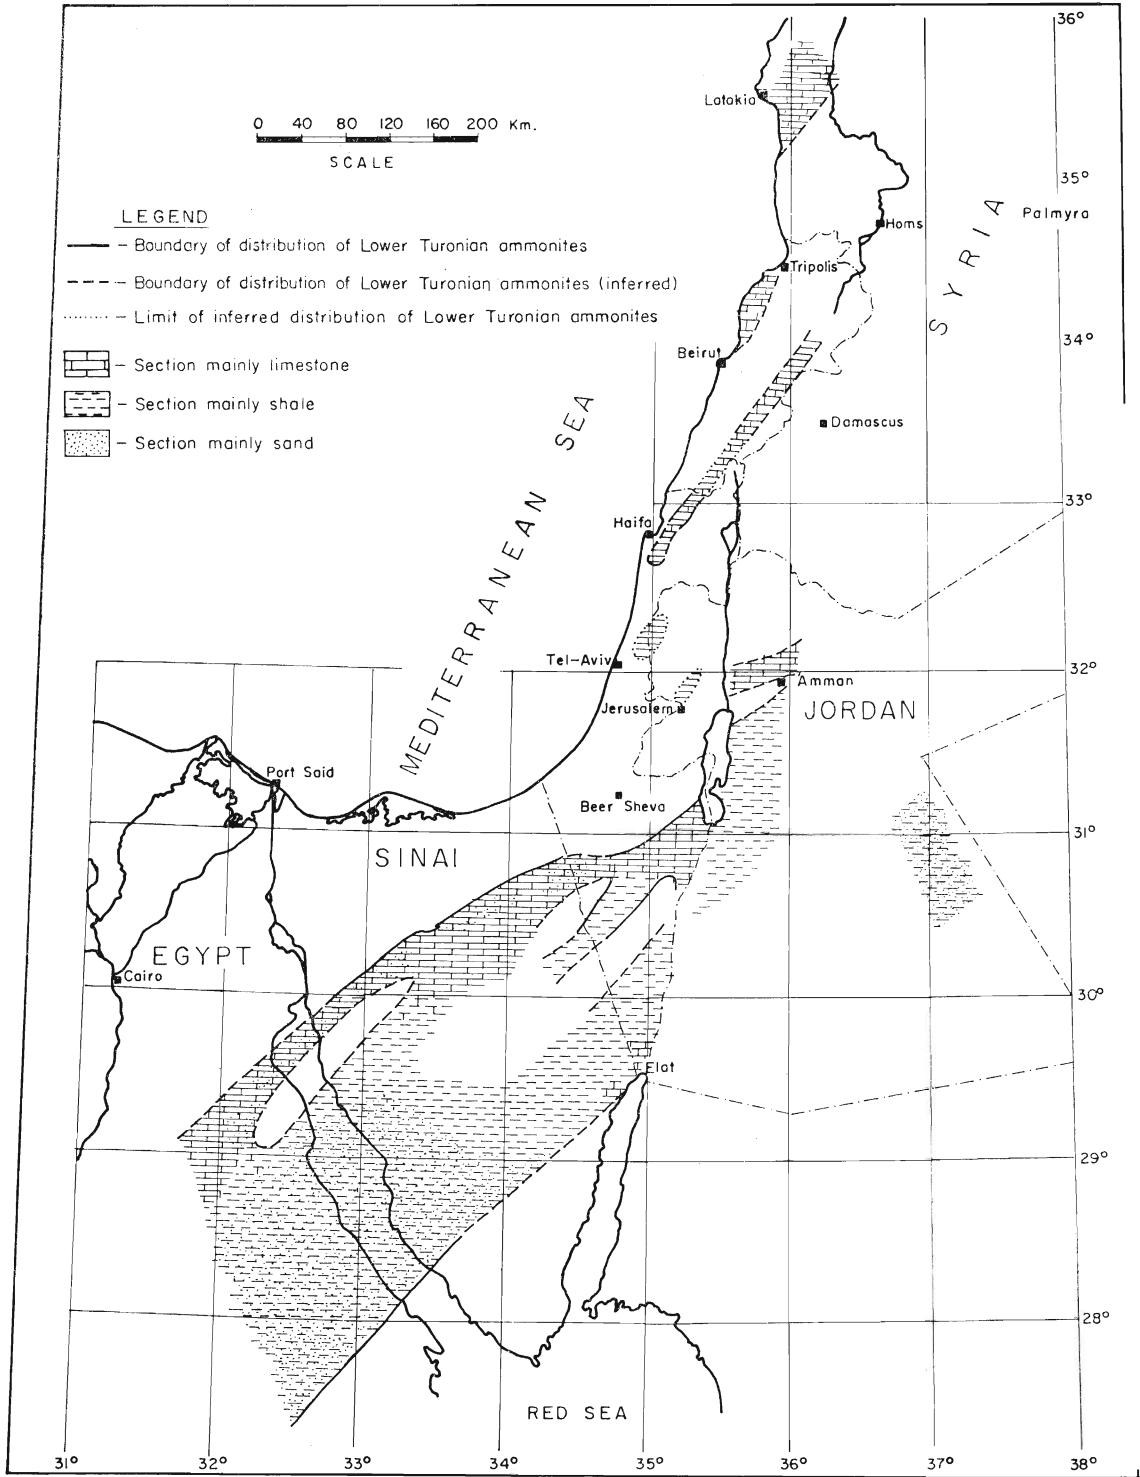 36°
Latakia
0 40 80 120 160 200 Km.
SCALE
35°
LEGEND
Palmyra
Homs
SYRIA
– Boundary of distribution of Lower Turonian ammonites
Tripolis
– Boundary of distribution of Lower Turonian ammonites (inferred)
– Limit of inferred distribution of Lower Turonian ammonites
34°
Beirut
– Section mainly limestone
– Section mainly shale
Damascus
– Section mainly sand
MEDITERRANEAN SEA
33°
Haifa
Tel-Aviv
32°
Amman
Jerusalem
JORDAN
Port Said
Beer Sheva
31°
SINAI
EGYPT
Cairo
30°
Elat
29°
28°
RED SEA
31° 32° 33° 34° 35° 36° 37° 38°